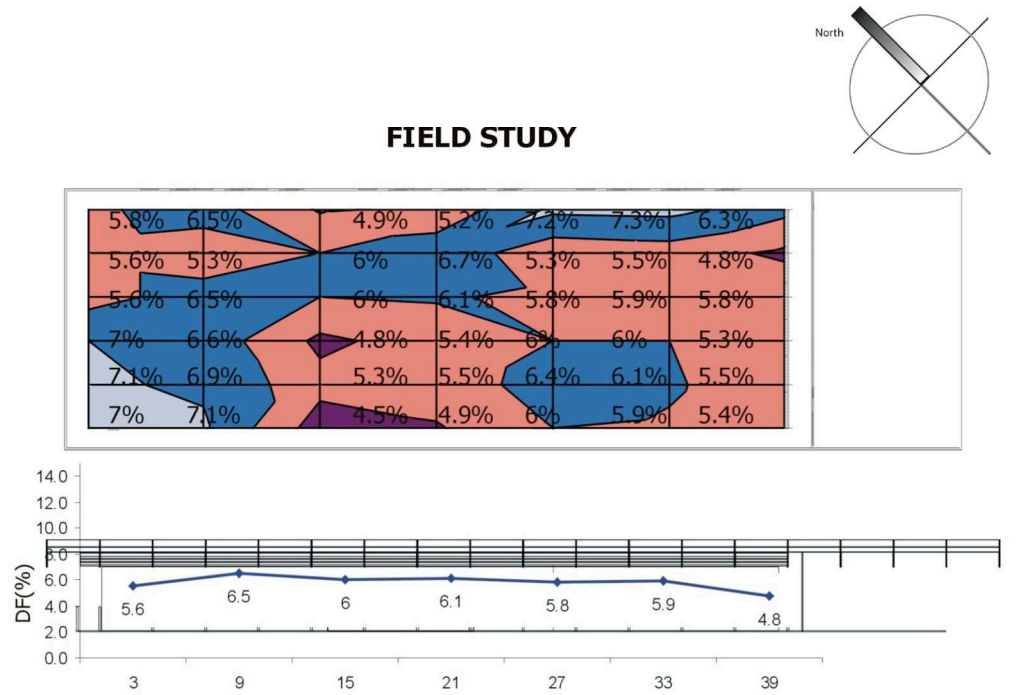 North
FIELD STUDY
5.8% 6.5% 4.9% 5.2% 7.2% 7.3% 6.3%
5.6% 5.3% 6% 6.7% 5.3% 5.5% 4.8%
5.6% 6.5% 6% 6.1% 5.8% 5.9% 5.8%
7% 6.6% 4.8% 5.4% 6% 6% 5.3%
7.1% 6.9% 5.3% 5.5% 6.4% 6.1% 5.5%
7% 7.1% 4.5% 4.9% 6% 5.9% 5.4%
14.0
12.0
10.0
8.0
6.0
4.0
2.0
0.0
DF(%)
5.6 6.5 6 6.1 5.8 5.9 4.8
3 9 15 21 27 33 39